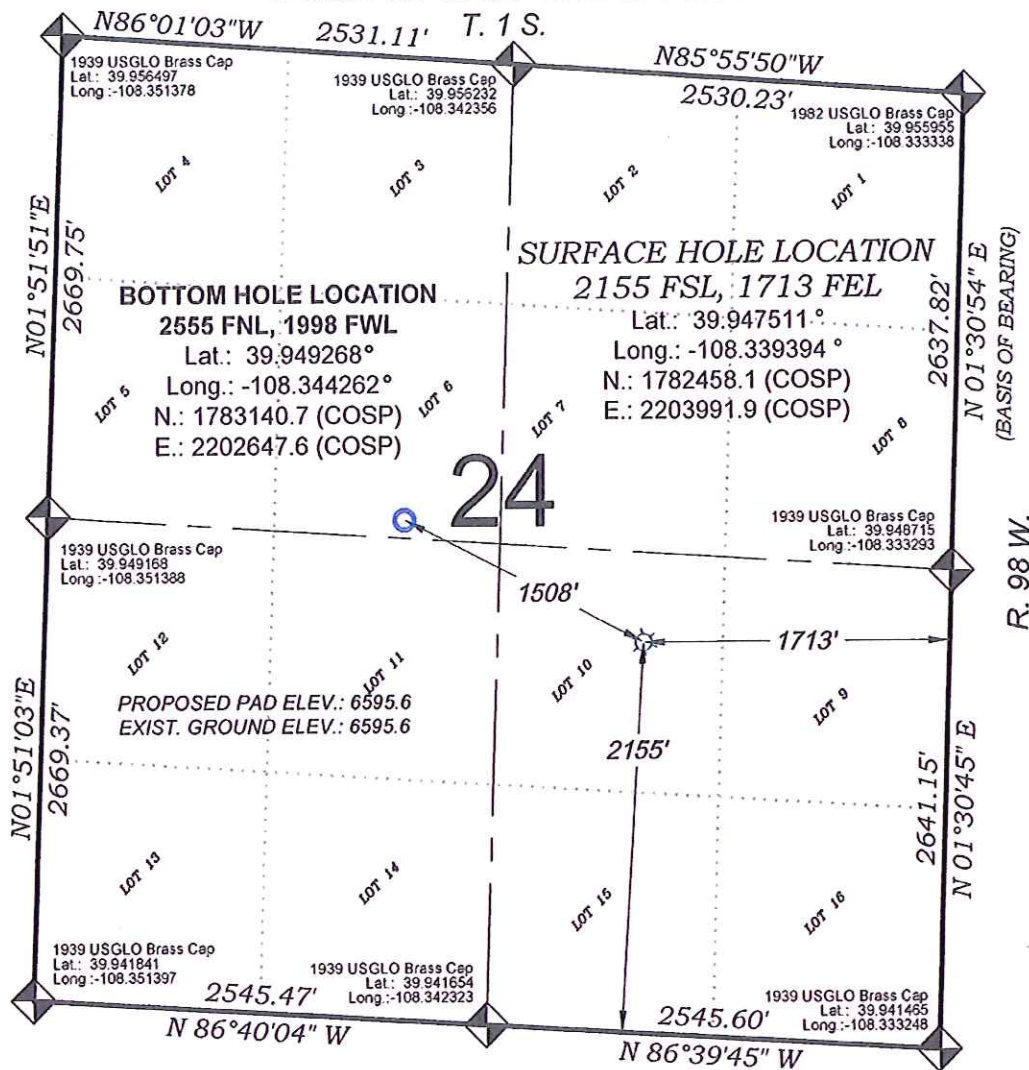 N86°01'03"W
2531.11'
T. 1 S.
N85°55'50"W
2530.23'
1939 USGLO Brass Cap
Lat.: 39.956497
Long.:-108.351378
1939 USGLO Brass Cap
Lat.: 39.956232
Long.:-108.342356
1982 USGLO Brass Cap
Lat.: 39.955955
Long.:-108.333338
LOT 4
LOT 3
LOT 2
LOT 1
N01°51'51"E
2669.75'
BOTTOM HOLE LOCATION
2555 FNL, 1998 FWL
Lat.: 39.949268°
Long.: -108.344262°
N.: 1783140.7 (COSP)
E.: 2202647.6 (COSP)
SURFACE HOLE LOCATION
2155 FSL, 1713 FEL
Lat.: 39.947511°
Long.: -108.339394°
N.: 1782458.1 (COSP)
E.: 2203991.9 (COSP)
2637.82'
N 01°30'54" E
(BASIS OF BEARING)
LOT 5
LOT 6
LOT 7
LOT 8
24
1939 USGLO Brass Cap
Lat.: 39.949168
Long.:-108.351388
1939 USGLO Brass Cap
Lat.: 39.948715
Long.:-108.333293
R. 98 W.
1508'
1713'
LOT 12
LOT 11
LOT 10
LOT 9
PROPOSED PAD ELEV.: 6595.6
EXIST. GROUND ELEV.: 6595.6
2155'
N01°51'03"E
2669.37'
2641.15'
N 01°30'45" E
LOT 13
LOT 14
LOT 15
LOT 16
1939 USGLO Brass Cap
Lat.: 39.941841
Long.:-108.351397
1939 USGLO Brass Cap
Lat.: 39.941654
Long.:-108.342323
1939 USGLO Brass Cap
Lat.: 39.941465
Long.:-108.333248
2545.47'
N 86°40'04" W
2545.60'
N 86°39'45" W